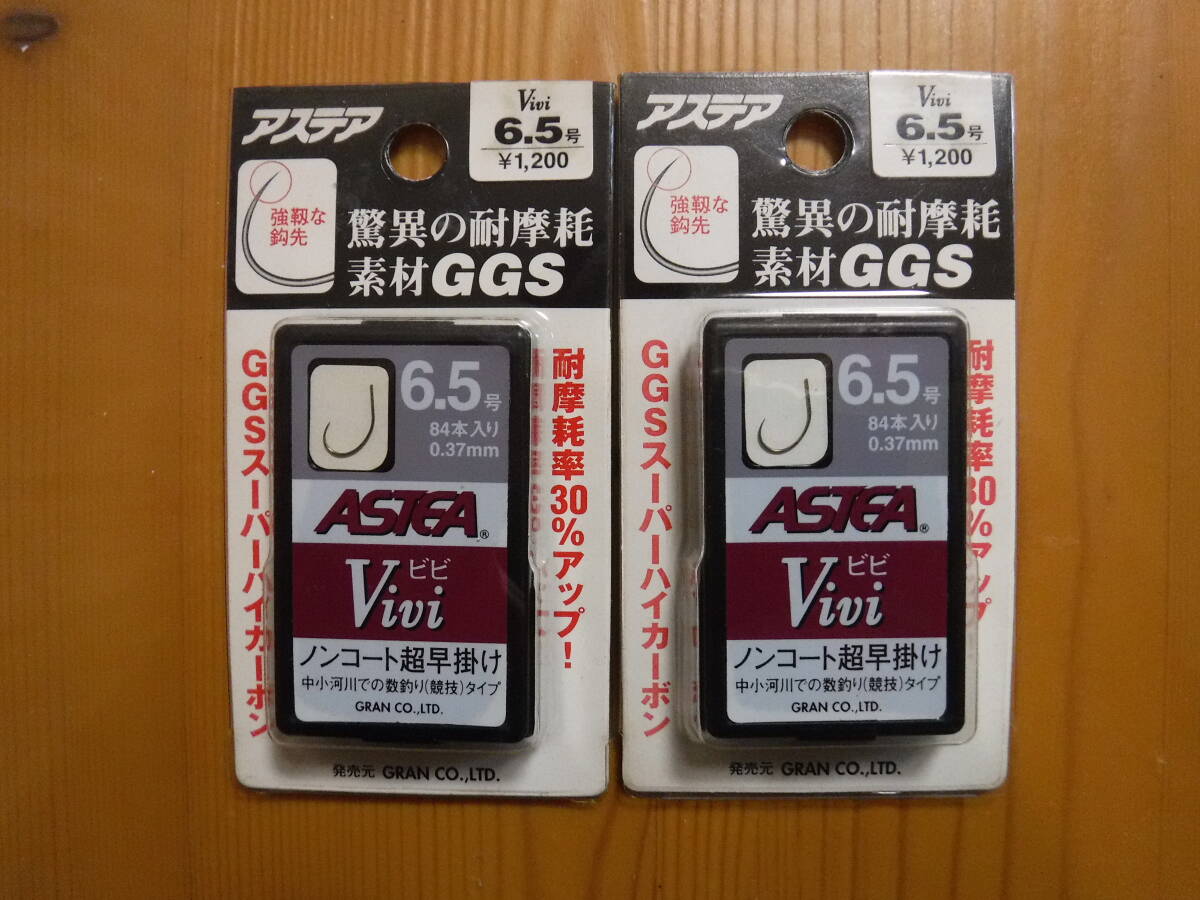 アステア
Vivi
6.5号
¥1,200
強靱な
鈎先
驚異の耐摩耗
素材GGS
耐摩耗率30%アップ!
GGSスーパーハイカーボン
6.5号
84本入り
0.37mm
ASTEA®
ビビ
Vivi
ノンコート超早掛け
中小河川での数釣り(競技)タイプ
GRAN CO.,LTD.
発売元 GRAN CO.,LTD.
アステア
Vivi
6.5号
¥1,200
強靱な
鈎先
驚異の耐摩耗
素材GGS
耐摩耗率30%アップ
GGSスーパーハイカーボン
6.5号
84本入り
0.37mm
ASTEA®
ビビ
Vivi
ノンコート超早掛け
中小河川での数釣り(競技)タイプ
GRAN CO.,LTD.
発売元 GRAN CO.,LTD.